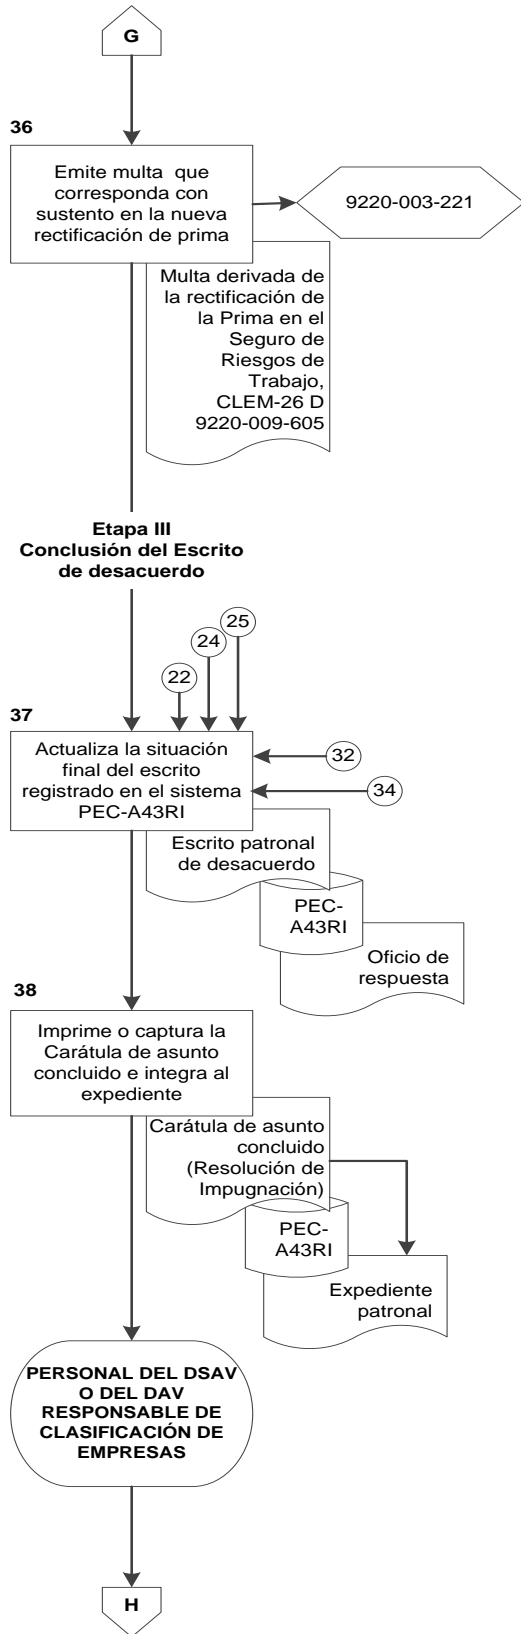 G
36
Emite multa que
corresponda con
sustento en la nueva
rectificación de prima
9220-003-221
Multa derivada de
la rectificación de
la Prima en el
Seguro de
Riesgos de
Trabajo,
CLEM-26 D
9220-009-605
Etapa III
Conclusión del Escrito
de desacuerdo
25
24
22
37
Actualiza la situación
final del escrito
registrado en el sistema
PEC-A43RI
32
34
Escrito patronal
de desacuerdo
PEC-
A43RI
Oficio de
respuesta
38
Imprime o captura la
Carátula de asunto
concluido e integra al
expediente
Carátula de asunto
concluido
(Resolución de
Impugnación)
PEC-
A43RI
Expediente
patronal
PERSONAL DEL DSAV
O DEL DAV
RESPONSABLE DE
CLASIFICACIÓN DE
EMPRESAS
H